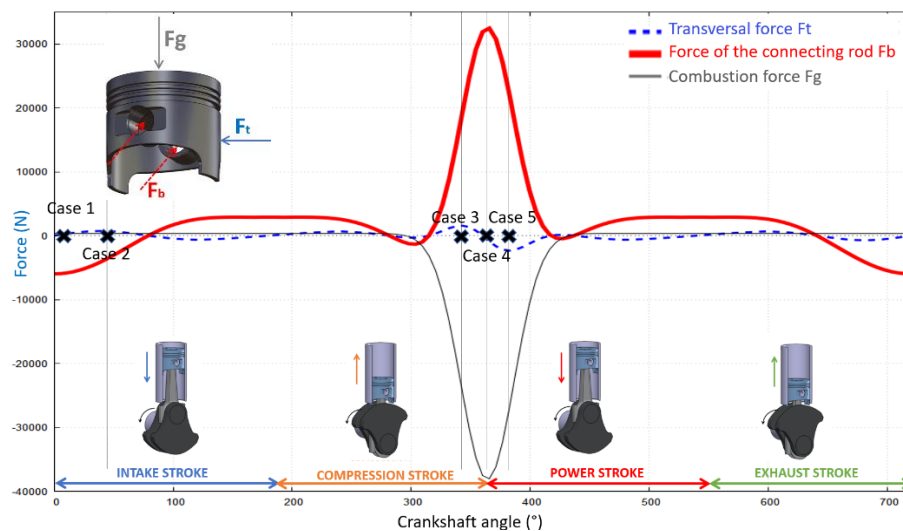 Transversal force Ft
Force of the connecting rod Fb
Combustion force Fg
Fg
Ft
Fb
Case 1
Case 2
Case 3
Case 4
Case 5
Force (N)
30000
20000
10000
0
-10000
-20000
-30000
-40000
INTAKE STROKE
COMPRESSION STROKE
POWER STROKE
EXHAUST STROKE
0 100 200 300 400 500 600 700
Crankshaft angle (°)